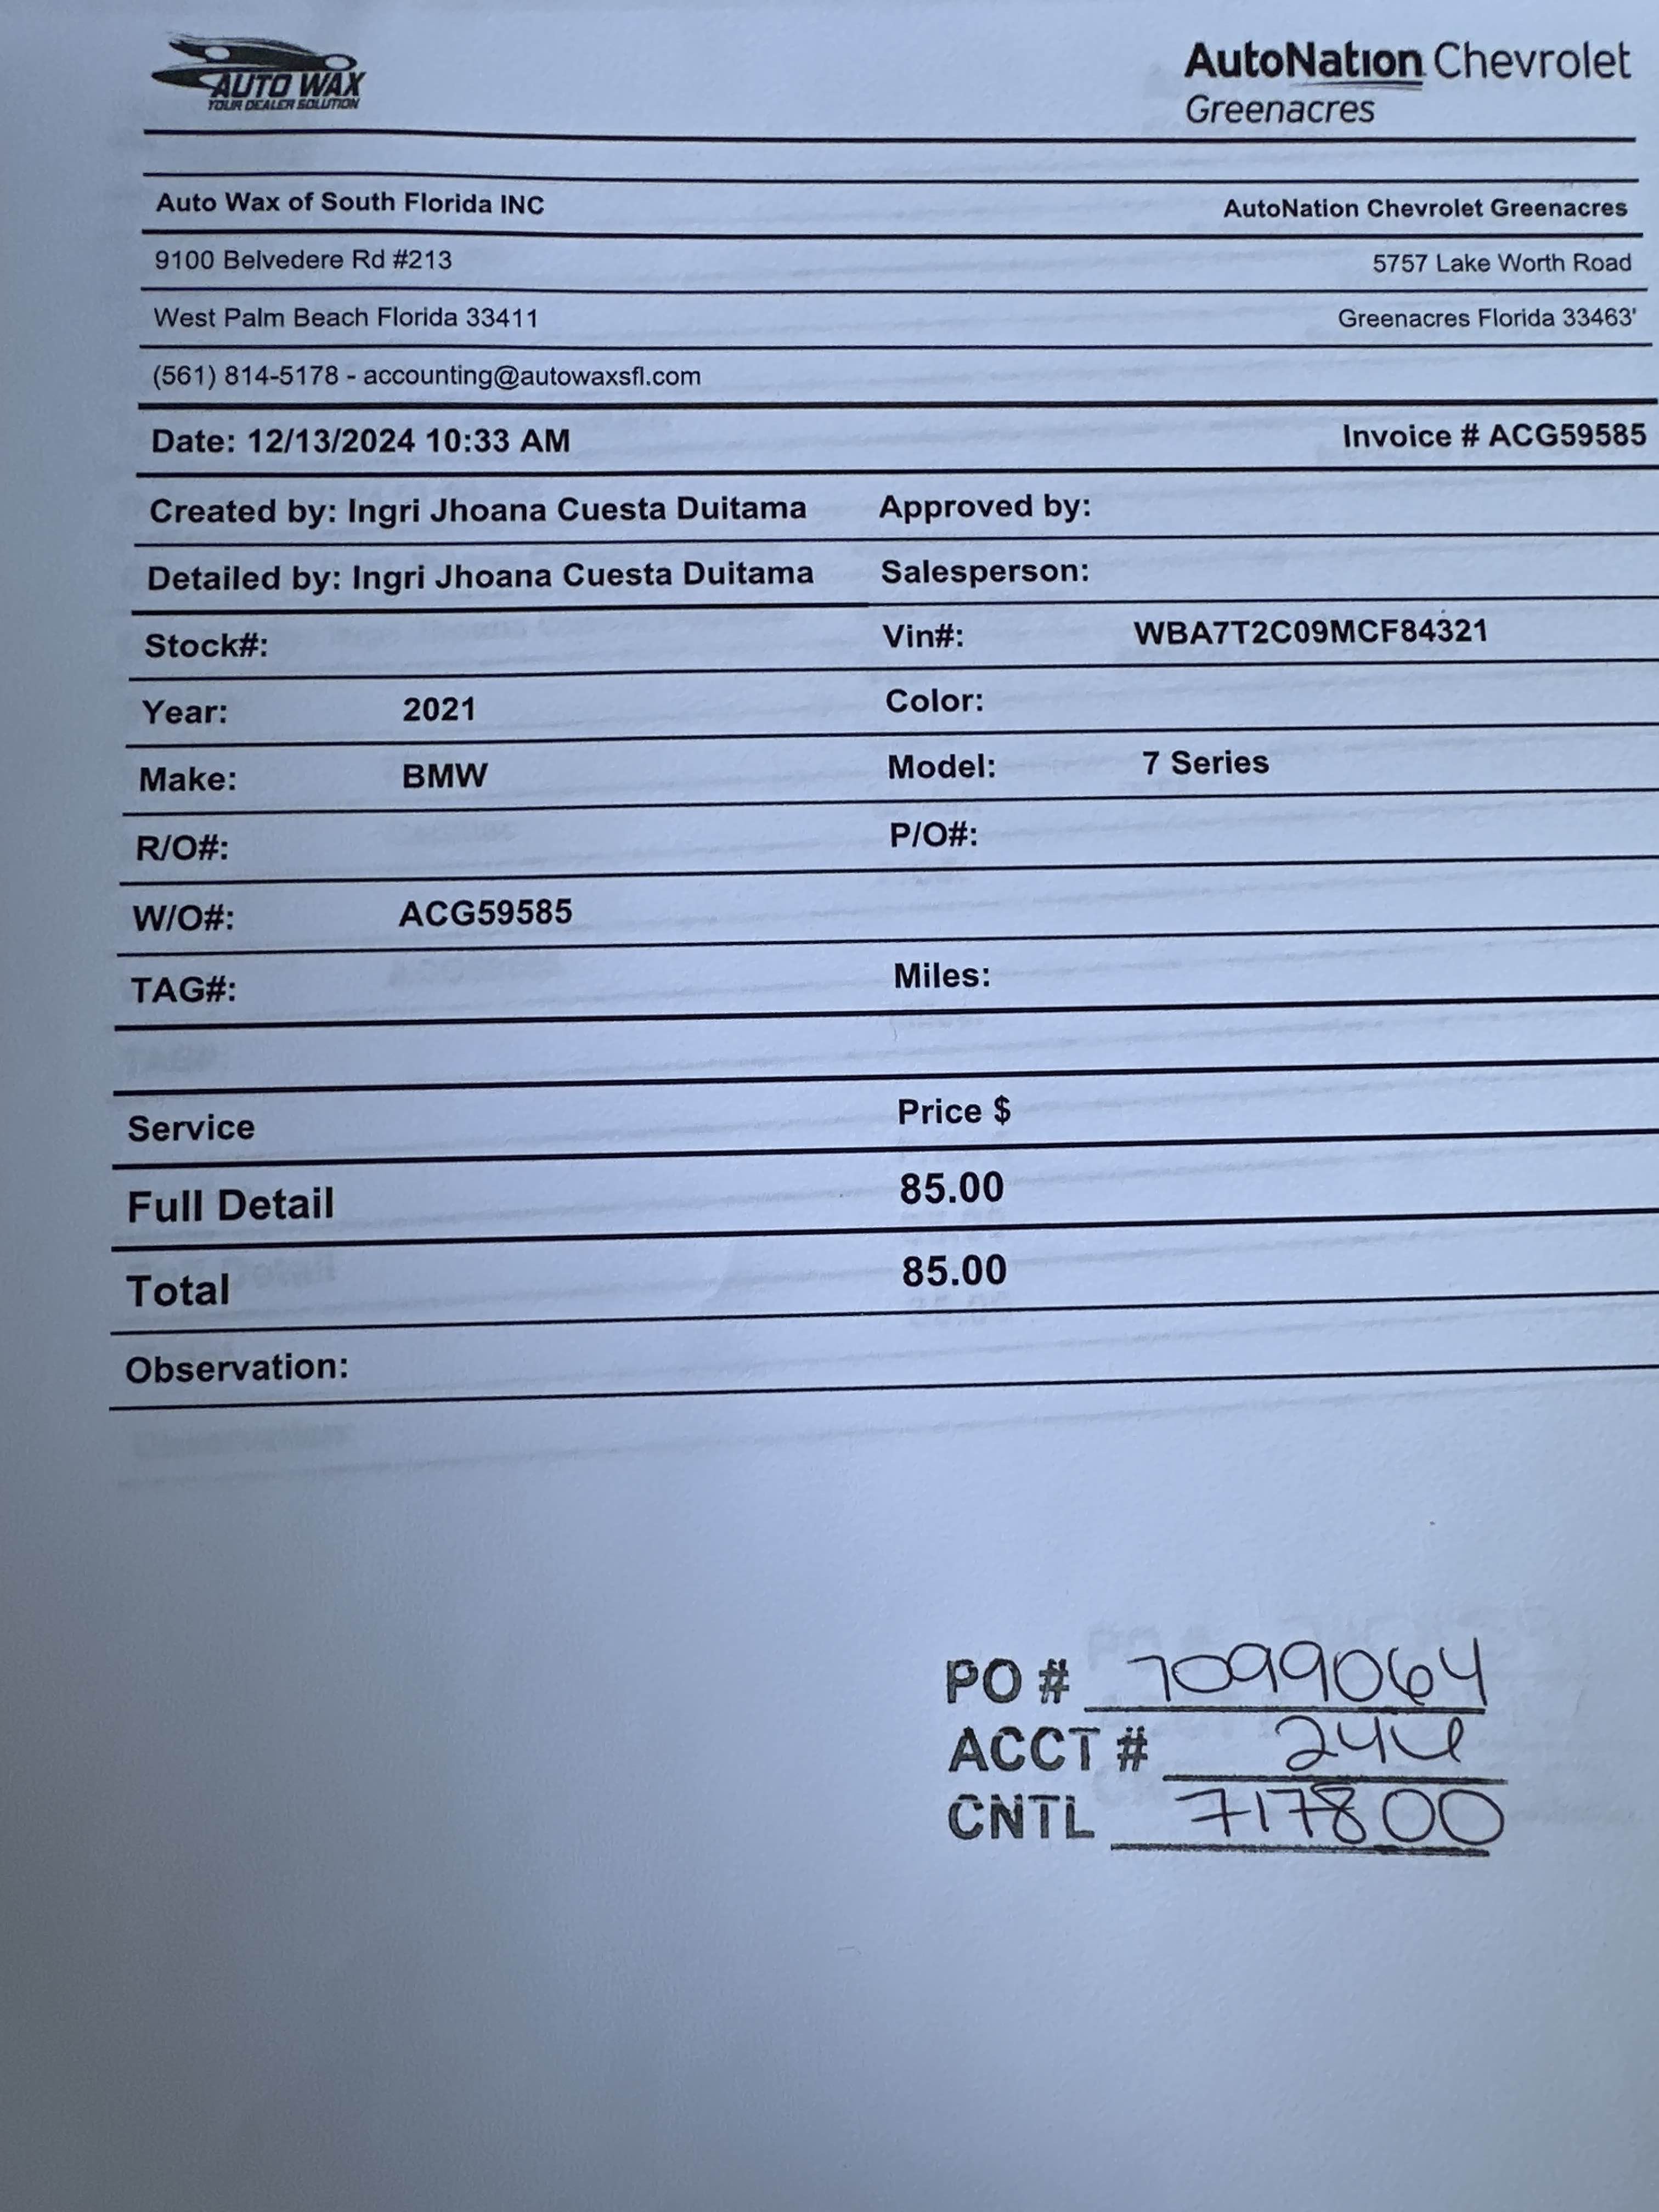 AUTO WAX
YOUR DEALER SOLUTION
AutoNation Chevrolet
Greenacres
Auto Wax of South Florida INC
AutoNation Chevrolet Greenacres
9100 Belvedere Rd #213
5757 Lake Worth Road
West Palm Beach Florida 33411
Greenacres Florida 33463'
(561) 814-5178 - accounting@autowaxsfl.com
Date: 12/13/2024 10:33 AM
Invoice # ACG59585
Created by: Ingri Jhoana Cuesta Duitama
Approved by:
Detailed by: Ingri Jhoana Cuesta Duitama
Salesperson:
Stock#:
Vin#: WBA7T2C09MCF84321
Year: 2021
Color:
Make: BMW
Model: 7 Series
R/O#:
P/O#:
W/O#: ACG59585
TAG#:
Miles:
Service Price $
Full Detail 85.00
Total 85.00
Observation:
PO # 7099064
ACCT #
CNTL 717800